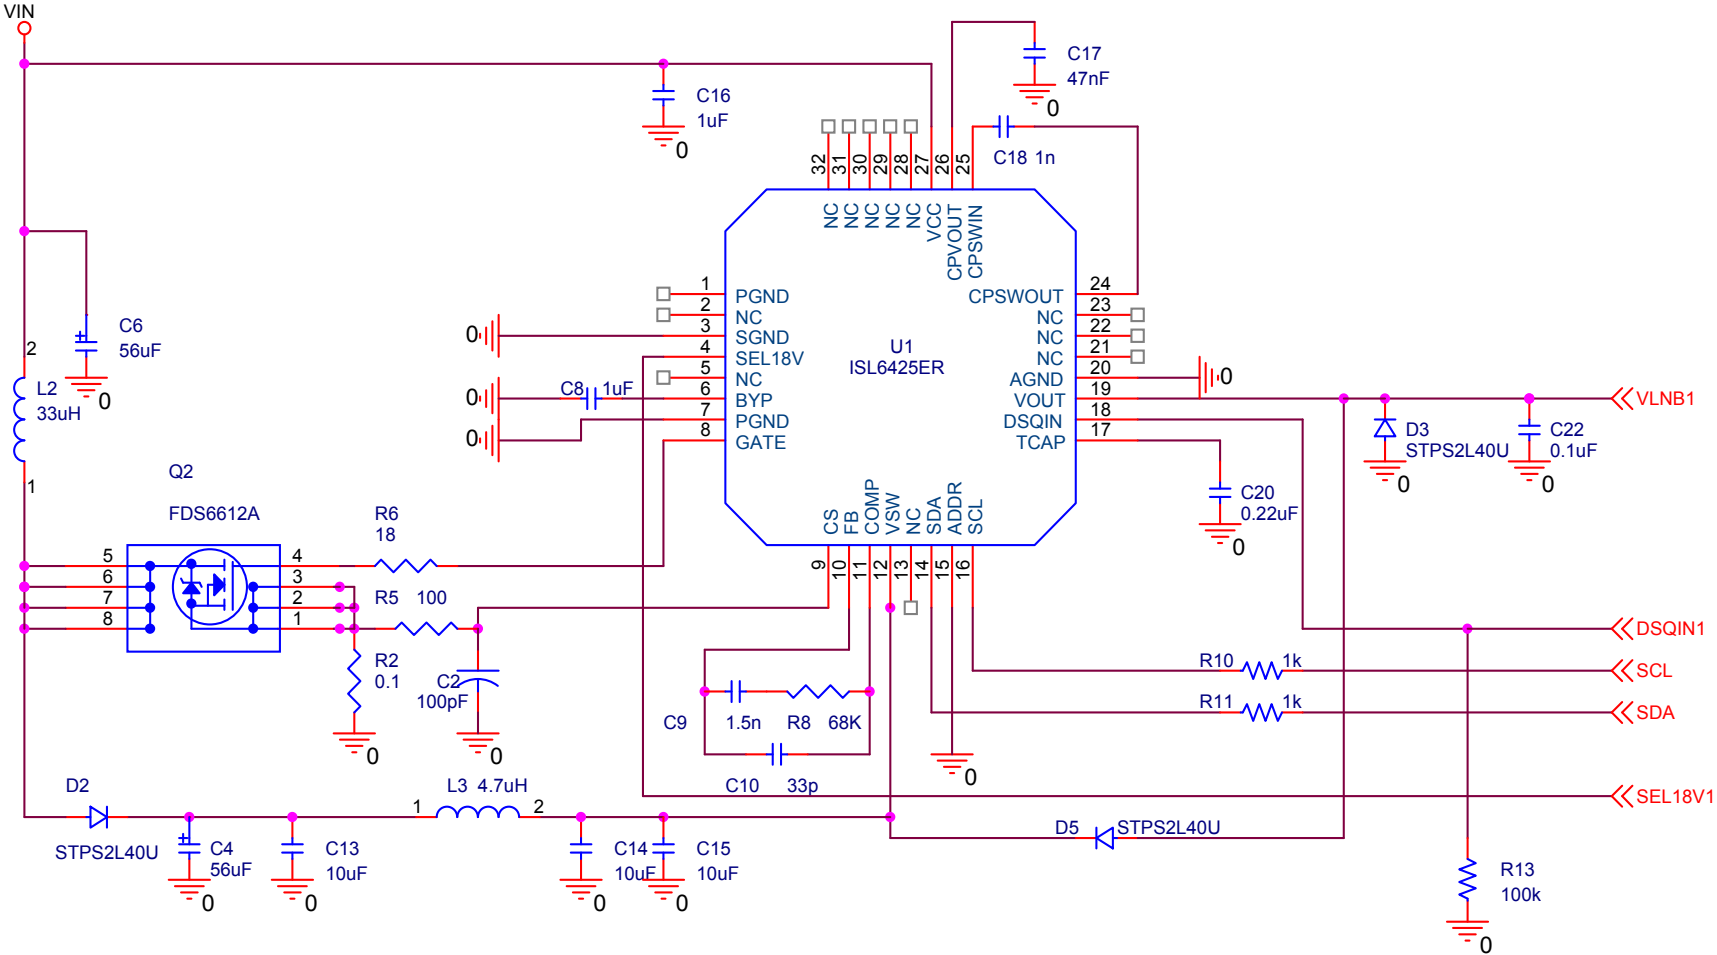 VIN
C17
47nF
0
C16
1uF
0
C18 1n
32
31
30
29
28
27
26
25
NC
NC
NC
NC
NC
VCC
CPVOUT
CPSWIN
C6
56uF
0
2
L2
33uH
1
1
2
3
4
5
6
7
8
PGND
NC
SGND
SEL18V
NC
BYP
PGND
GATE
0
0
C8 1uF
0
U1
ISL6425ER
CPSWOUT
NC
NC
NC
AGND
VOUT
DSQIN
TCAP
24
23
22
21
20
19
18
17
0
VLNB1
D3
STPS2L40U
0
C22
0.1uF
0
C20
0.22uF
0
Q2
FDS6612A
5
6
7
8
4
3
2
1
R6
18
R5 100
R2
0.1
0
C2
100pF
0
CS
FB
COMP
VSW
NC
SDA
ADDR
SCL
9
10
11
12
13
14
15
16
C9 1.5n R8 68K
C10 33p
0
DSQIN1
R10 1k
SCL
R11 1k
SDA
SEL18V1
D2
STPS2L40U
C4
56uF
0
C13
10uF
0
1
L3 4.7uH
2
C14
10uF
0
C15
10uF
0
D5 STPS2L40U
R13
100k
0